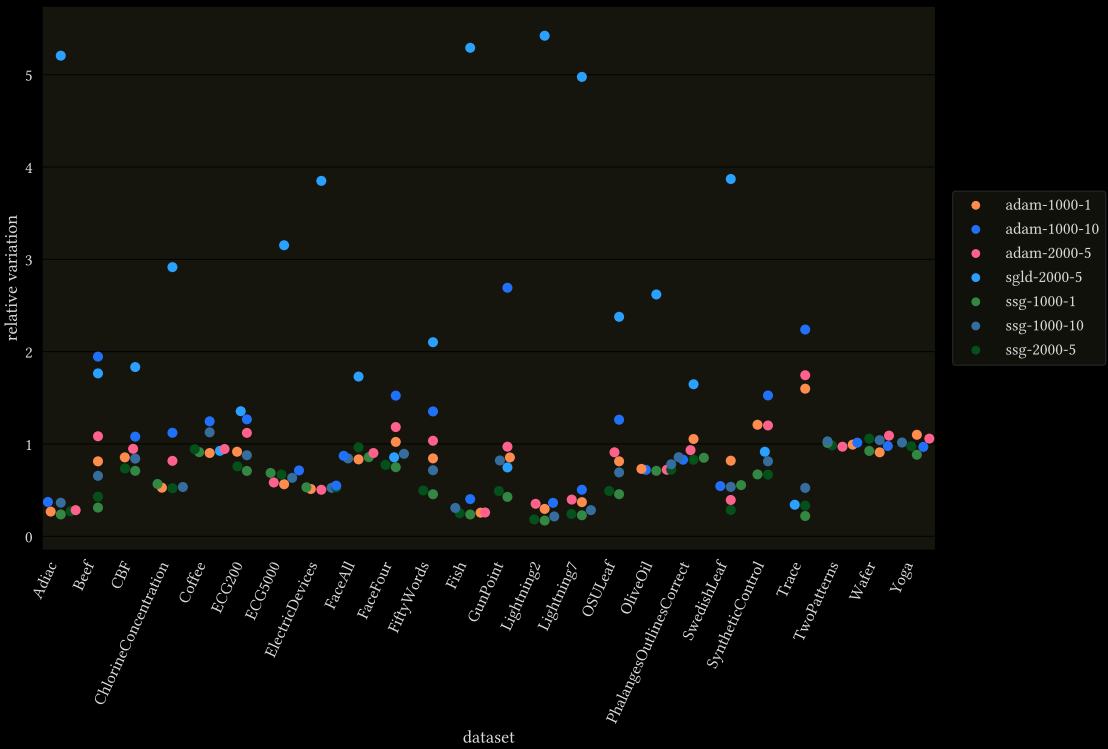 5
4
3
2
1
0
relative variation
Adiac
Beef
CBF
ChlorineConcentration
Coffee
ECG200
ECG5000
ElectricDevices
FaceAll
FaceFour
FiftyWords
Fish
GunPoint
Lightning2
Lightning7
OSULeaf
OliveOil
PhalangesOutlinesCorrect
SwedishLeaf
SyntheticControl
Trace
TwoPatterns
Wafer
Yoga
dataset
adam-1000-1
adam-1000-10
adam-2000-5
sgld-2000-5
ssg-1000-1
ssg-1000-10
ssg-2000-5